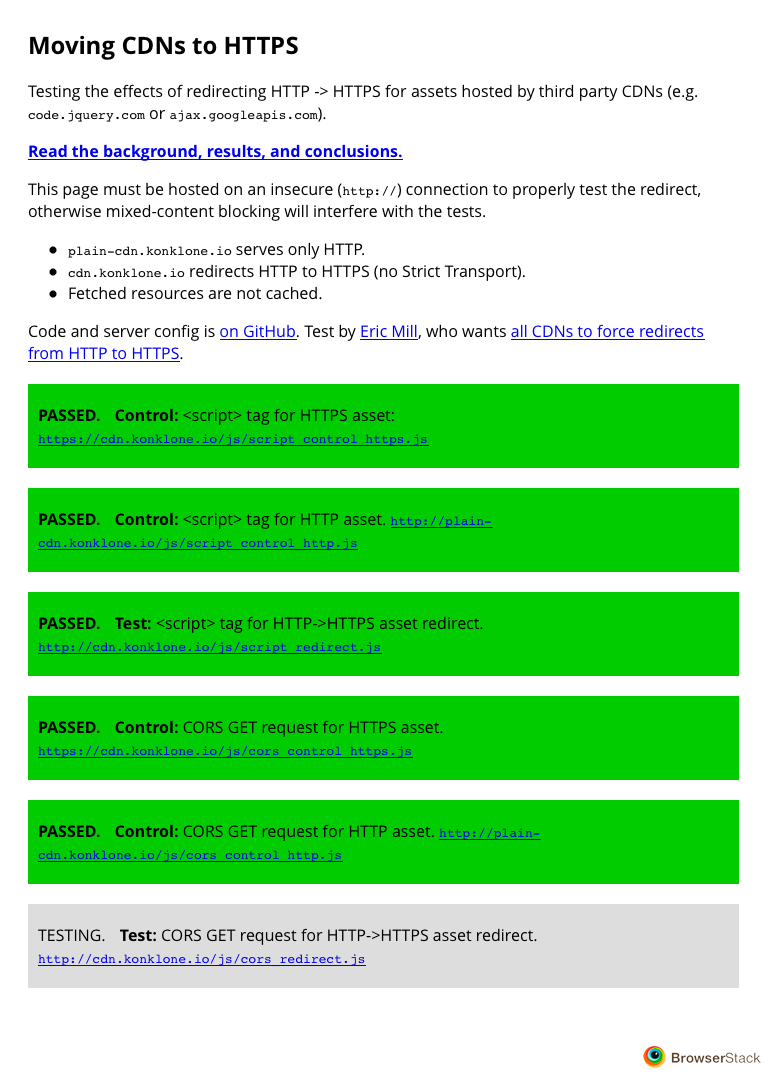 Moving CDNs to HTTPS
Testing the effects of redirecting HTTP -> HTTPS for assets hosted by third party CDNs (e.g.
code.jquery.com or ajax.googleapis.com).
Read the background, results, and conclusions.
This page must be hosted on an insecure (http://) connection to properly test the redirect,
otherwise mixed-content blocking will interfere with the tests.
• plain-cdn.konklone.io serves only HTTP.
• cdn.konklone.io redirects HTTP to HTTPS (no Strict Transport).
• Fetched resources are not cached.
Code and server config is on GitHub. Test by Eric Mill, who wants all CDNs to force redirects
from HTTP to HTTPS.
PASSED. Control: <script> tag for HTTPS asset:
https://cdn.konklone.io/js/script_control_https.js
PASSED. Control: <script> tag for HTTP asset. http://plain-
cdn.konklone.io/js/script_control_http.js
PASSED. Test: <script> tag for HTTP->HTTPS asset redirect.
http://cdn.konklone.io/js/script_redirect.js
PASSED. Control: CORS GET request for HTTPS asset.
https://cdn.konklone.io/js/cors_control_https.js
PASSED. Control: CORS GET request for HTTP asset. http://plain-
cdn.konklone.io/js/cors_control_http.js
TESTING. Test: CORS GET request for HTTP->HTTPS asset redirect.
http://cdn.konklone.io/js/cors_redirect.js
BrowserStack